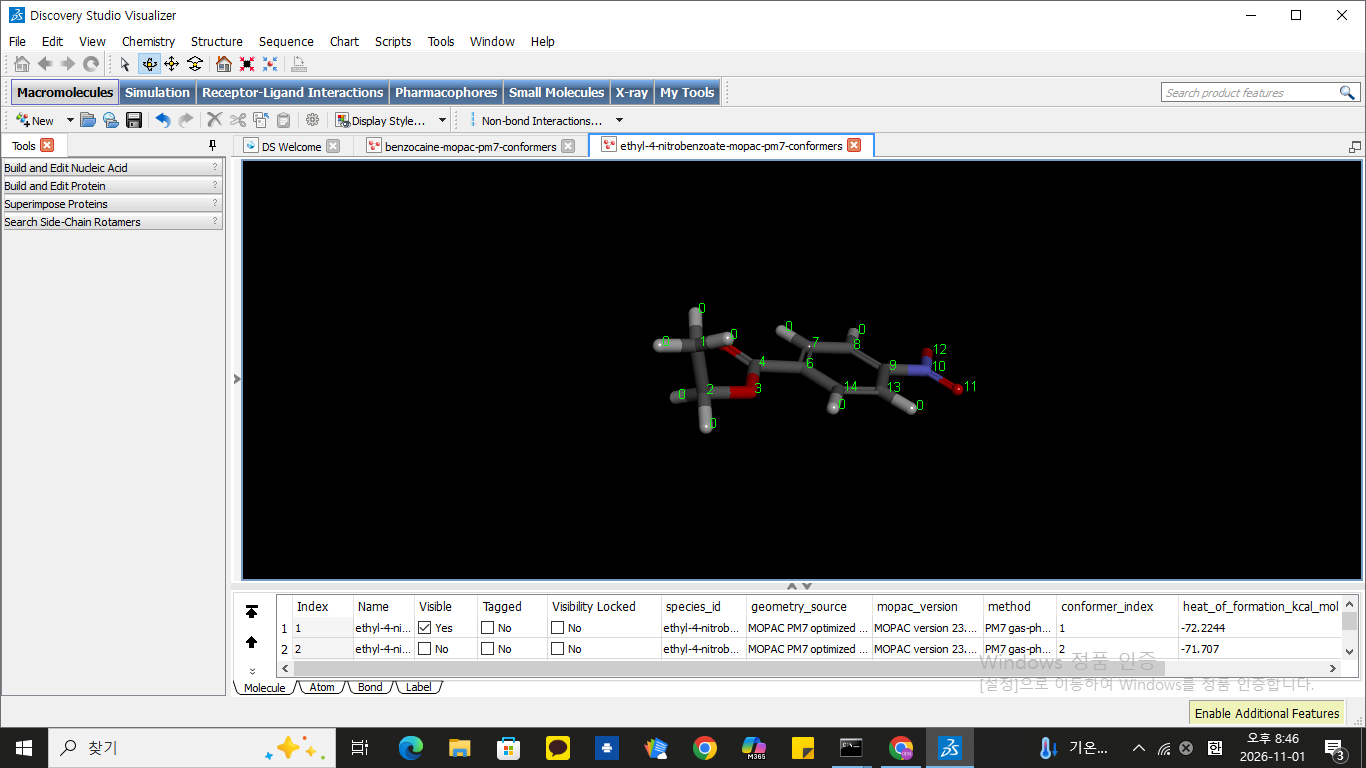 Discovery Studio Visualizer
File Edit View Chemistry Structure Sequence Chart Scripts Tools Window Help
Macromolecules Simulation Receptor-Ligand Interactions Pharmacophores Small Molecules X-ray My Tools
Search product features
New Display Style... Non-bond Interactions...
Tools
DS Welcome benzocaine-mopac-pm7-conformers ethyl-4-nitrobenzoate-mopac-pm7-conformers
Build and Edit Nucleic Acid ?
Build and Edit Protein ?
Superimpose Proteins ?
Search Side-Chain Rotamers ?
0
0 0 0
0 1 7 8 12
4 6 9 10
0 2 3 14 13 11
0 0
0
Index Name Visible Tagged Visibility Locked species_id geometry_source mopac_version method conformer_index heat_of_formation_kcal_mol
1 1 ethyl-4-ni... Yes No No ethyl-4-nitrob... MOPAC PM7 optimized ... MOPAC version 23.... PM7 gas-ph... 1 -72.2244
2 2 ethyl-4-ni... No No No ethyl-4-nitrob... MOPAC PM7 optimized ... MOPAC version 23.... PM7 gas-ph... 2 -71.707
Windows 정품 인증
[설정]으로 이동하여 Windows를 정품 인증합니다.
Molecule Atom Bond Label
Enable Additional Features
찾기
M365
기온...
한
오후 8:46
2026-11-01
3